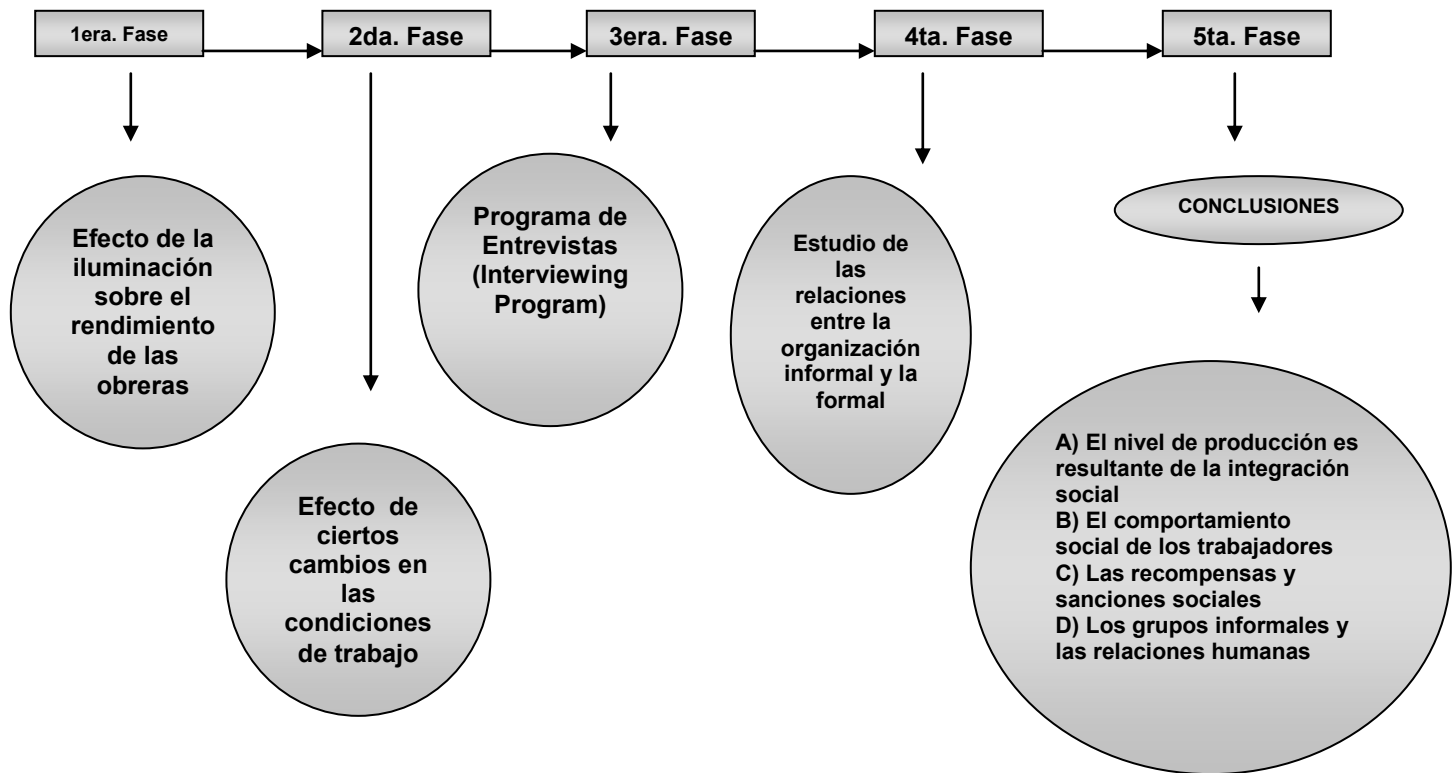 1era. Fase
2da. Fase
3era. Fase
4ta. Fase
5ta. Fase
Efecto de la
iluminación
sobre el
rendimiento
de las
obreras
Efecto de
ciertos
cambios en
las
condiciones
de trabajo
Programa de
Entrevistas
(Interviewing
Program)
Estudio de
las
relaciones
entre la
organización
informal y la
formal
CONCLUSIONES
A) El nivel de producción es
resultante de la integración
social
B) El comportamiento
social de los trabajadores
C) Las recompensas y
sanciones sociales
D) Los grupos informales y
las relaciones humanas